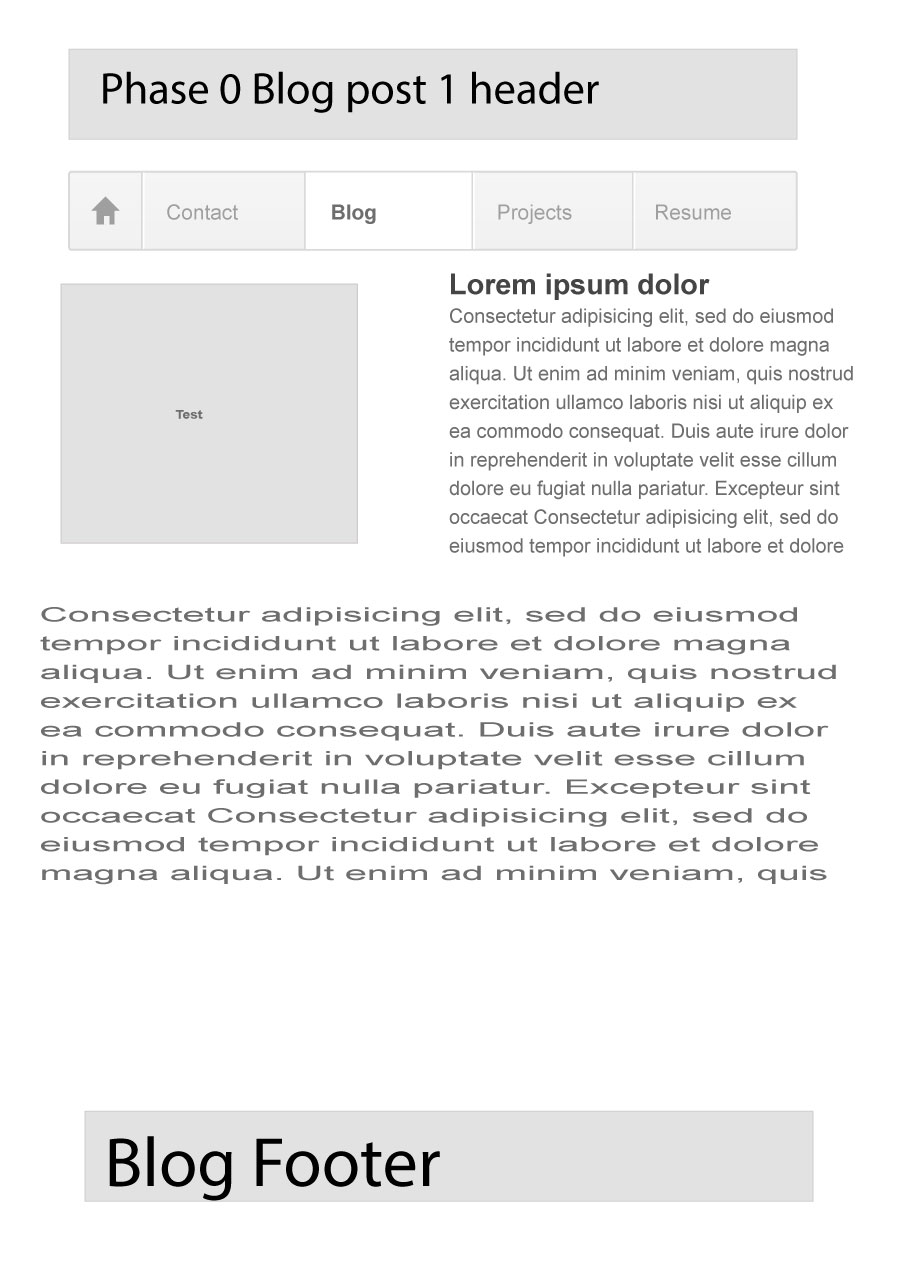 Phase 0 Blog post 1 header
Contact Blog Projects Resume
Test
Lorem ipsum dolor
Consectetur adipisicing elit, sed do eiusmod
tempor incididunt ut labore et dolore magna
aliqua. Ut enim ad minim veniam, quis nostrud
exercitation ullamco laboris nisi ut aliquip ex
ea commodo consequat. Duis aute irure dolor
in reprehenderit in voluptate velit esse cillum
dolore eu fugiat nulla pariatur. Excepteur sint
occaecat Consectetur adipisicing elit, sed do
eiusmod tempor incididunt ut labore et dolore
Consectetur adipisicing elit, sed do eiusmod
tempor incididunt ut labore et dolore magna
aliqua. Ut enim ad minim veniam, quis nostrud
exercitation ullamco laboris nisi ut aliquip ex
ea commodo consequat. Duis aute irure dolor
in reprehenderit in voluptate velit esse cillum
dolore eu fugiat nulla pariatur. Excepteur sint
occaecat Consectetur adipisicing elit, sed do
eiusmod tempor incididunt ut labore et dolore
magna aliqua. Ut enim ad minim veniam, quis
Blog Footer